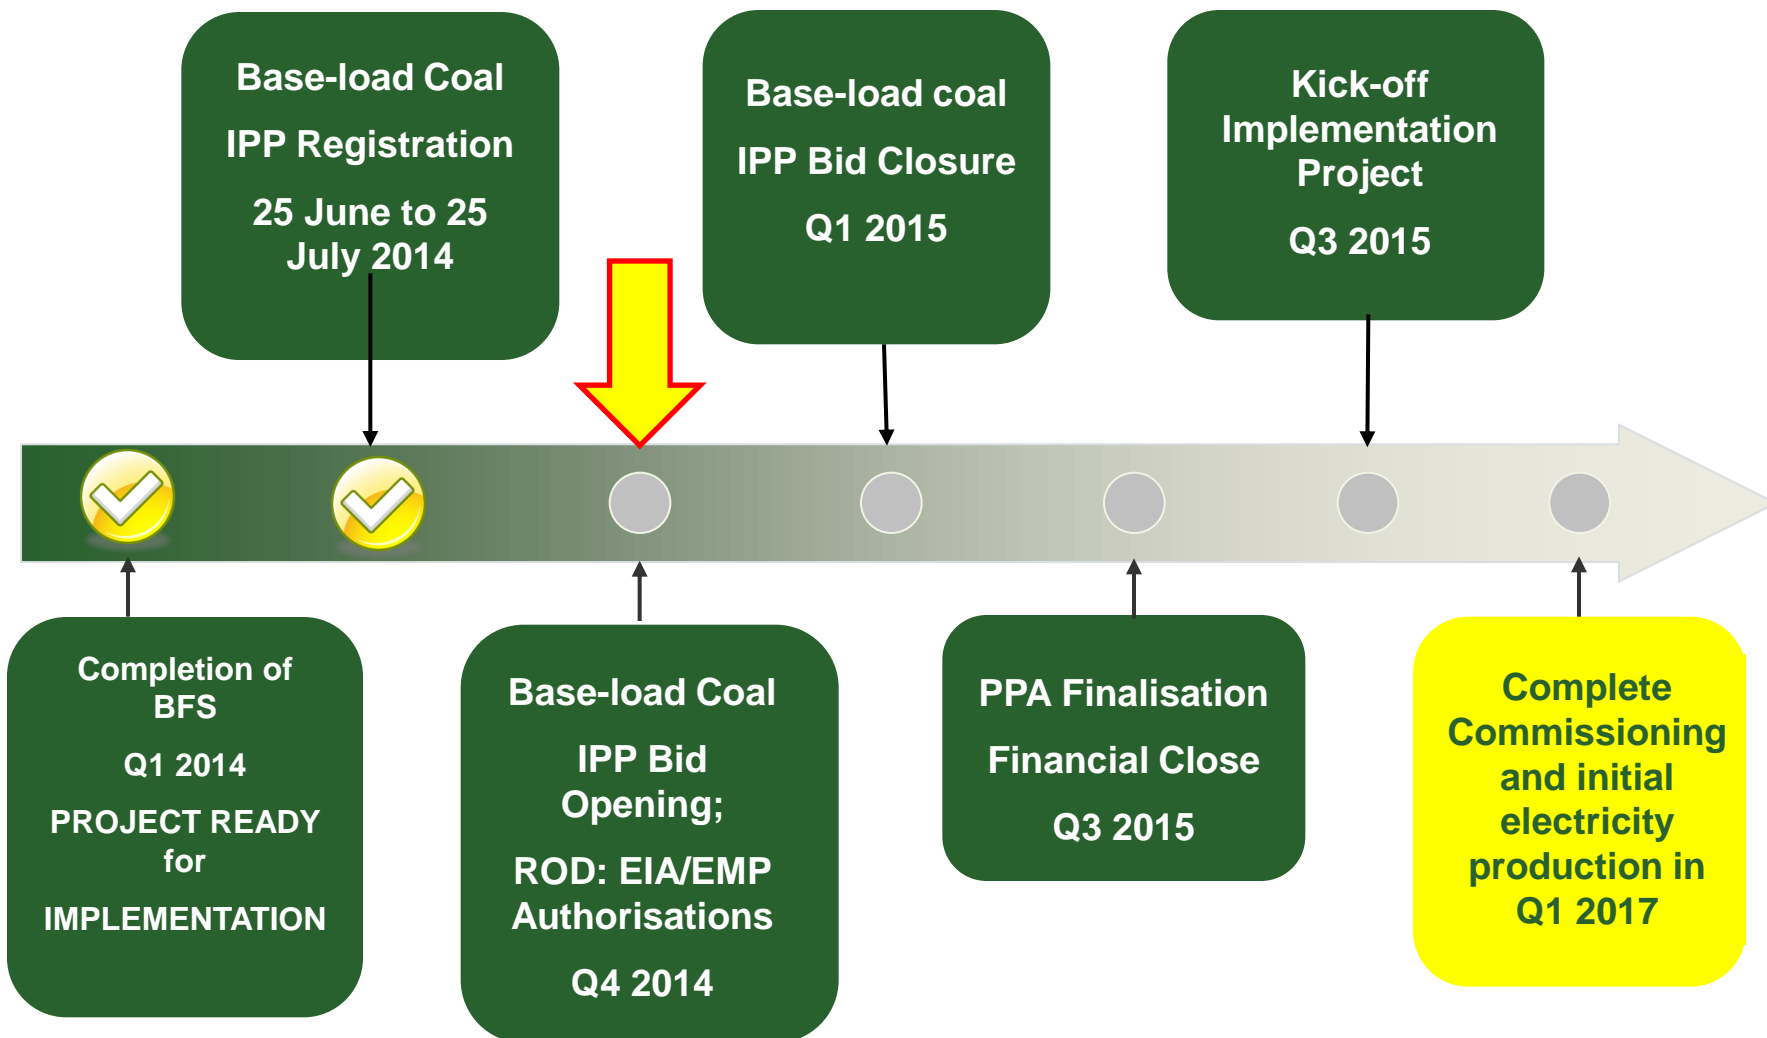 Base-load Coal
IPP Registration
25 June to 25
July 2014
Base-load coal
IPP Bid Closure
Q1 2015
Kick-off
Implementation
Project
Q3 2015
Completion of
BFS
Q1 2014
PROJECT READY
for
IMPLEMENTATION
Base-load Coal
IPP Bid
Opening;
ROD: EIA/EMP
Authorisations
Q4 2014
PPA Finalisation
Financial Close
Q3 2015
Complete
Commissioning
and initial
electricity
production in
Q1 2017